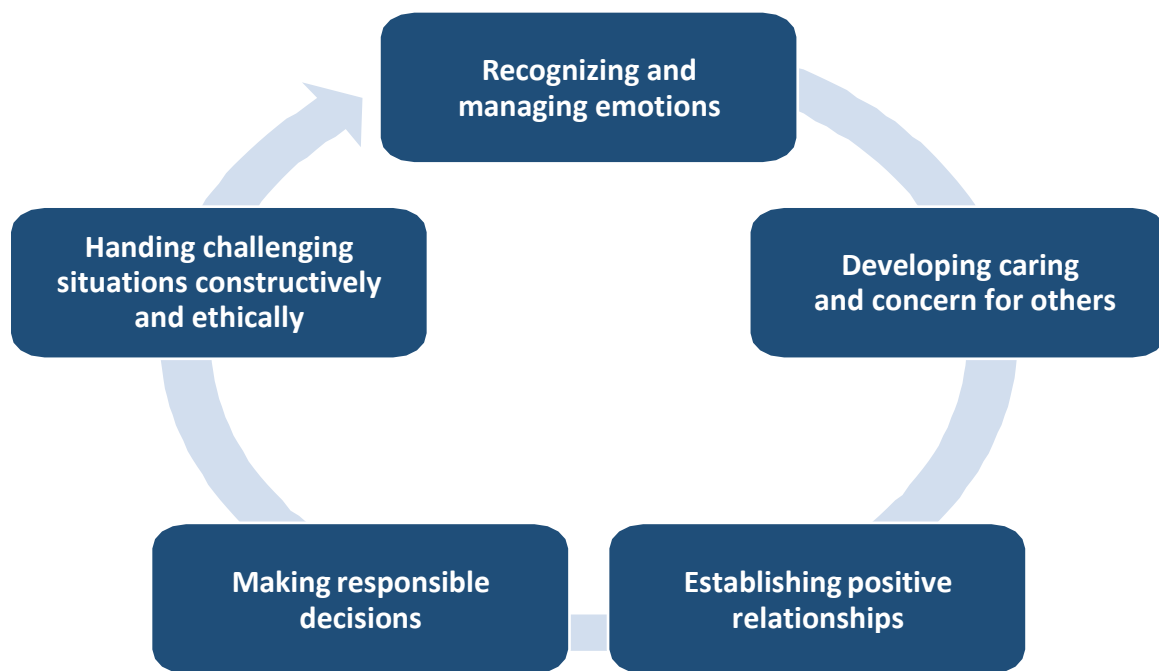 Recognizing and
managing emotions
Developing caring
and concern for others
Establishing positive
relationships
Making responsible
decisions
Handing challenging
situations constructively
and ethically